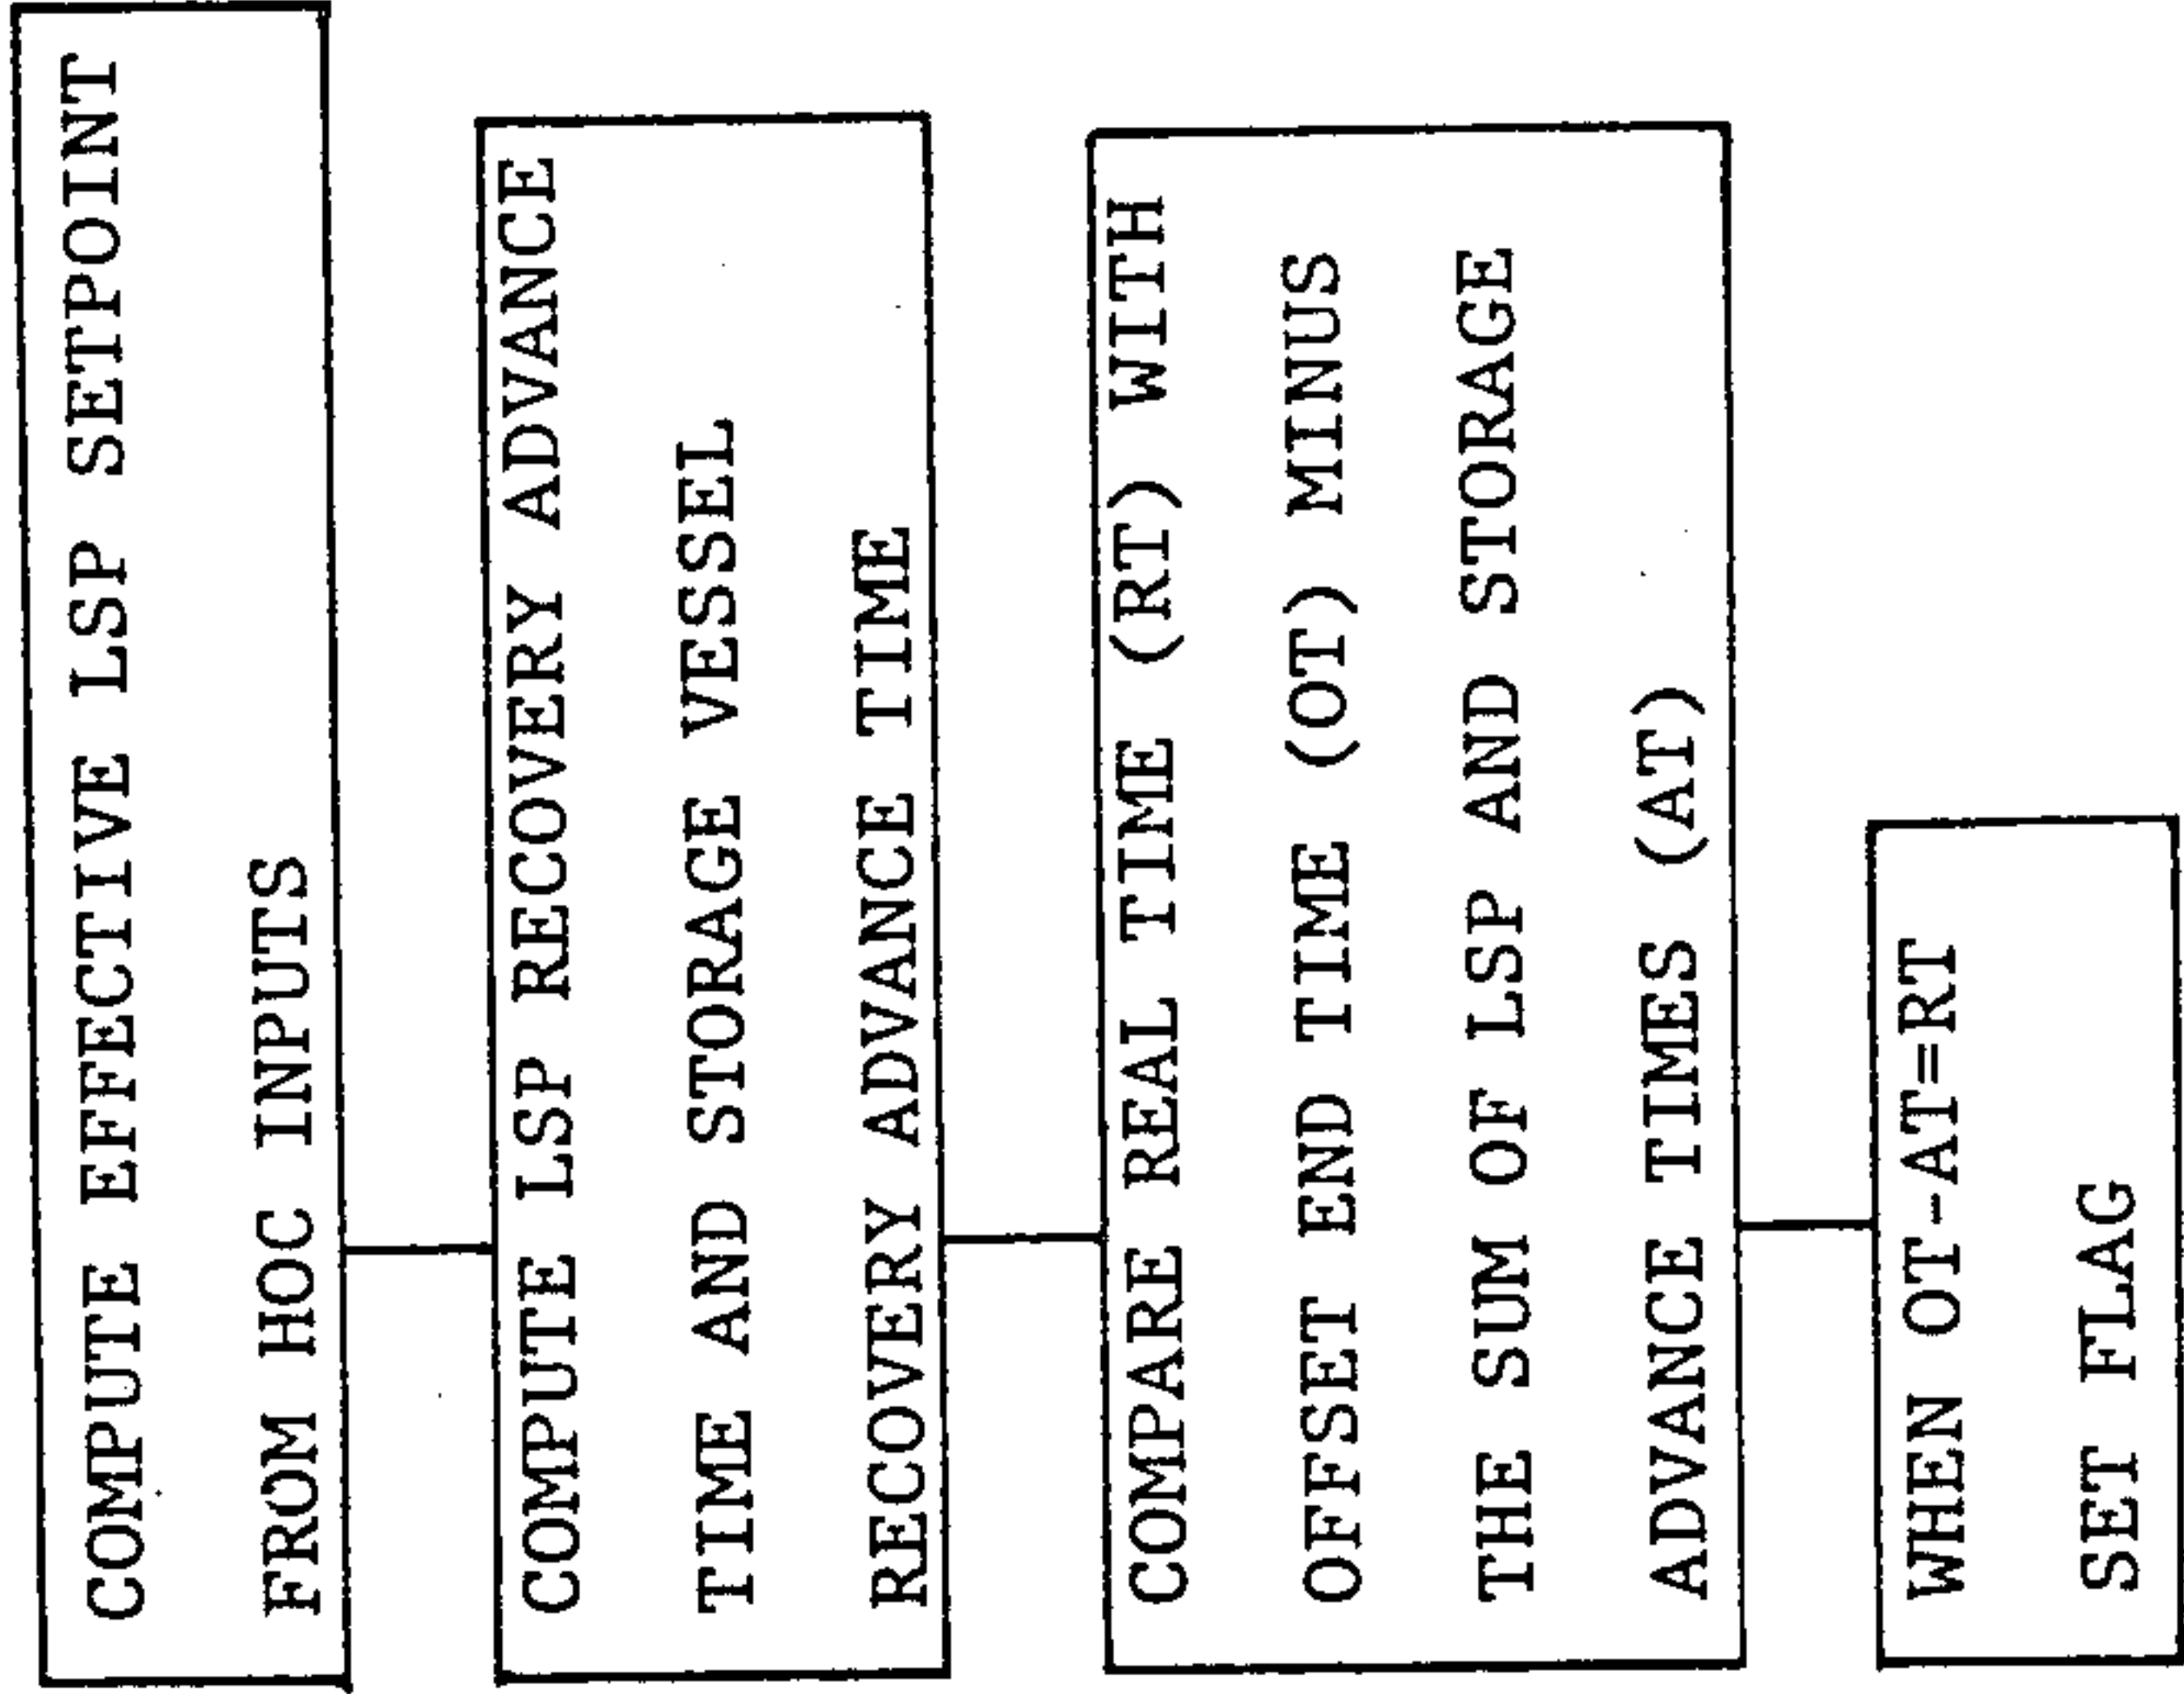 COMPUTE EFFECTIVE LSP SETPOINT
FROM HOC INPUTS
COMPUTE LSP RECOVERY ADVANCE
TIME AND STORAGE VESSEL
RECOVERY ADVANCE TIME
COMPARE REAL TIME (RT) WITH
OFFSET END TIME (OT) MINUS
THE SUM OF LSP AND STORAGE
ADVANCE TIMES (AT)
WHEN OT-AT=RT
SET FLAG